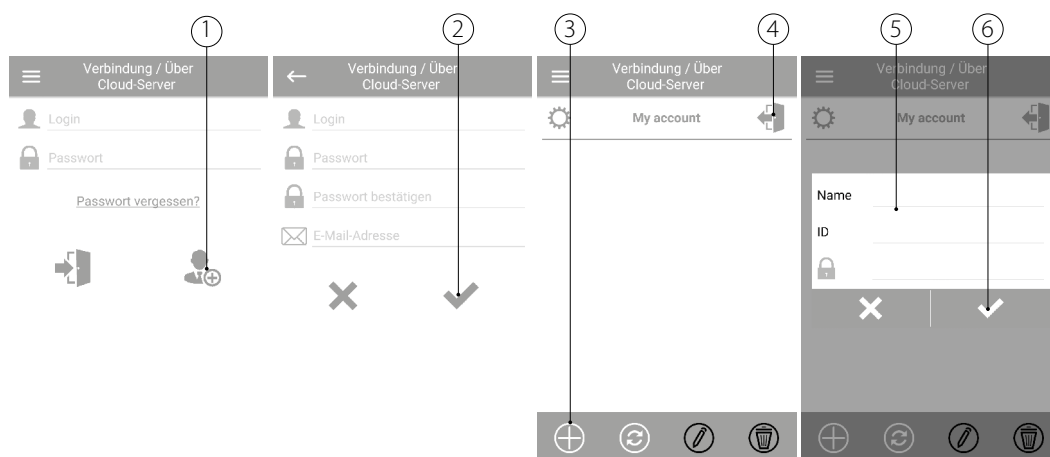 1
2
3
4
5
6
Verbindung / Über
Cloud-Server
Login
Passwort
Passwort vergessen?
Verbindung / Über
Cloud-Server
Login
Passwort
Passwort bestätigen
E-Mail-Adresse
Verbindung / Über
Cloud-Server
My account
Verbindung / Über
Cloud-Server
My account
Name
ID